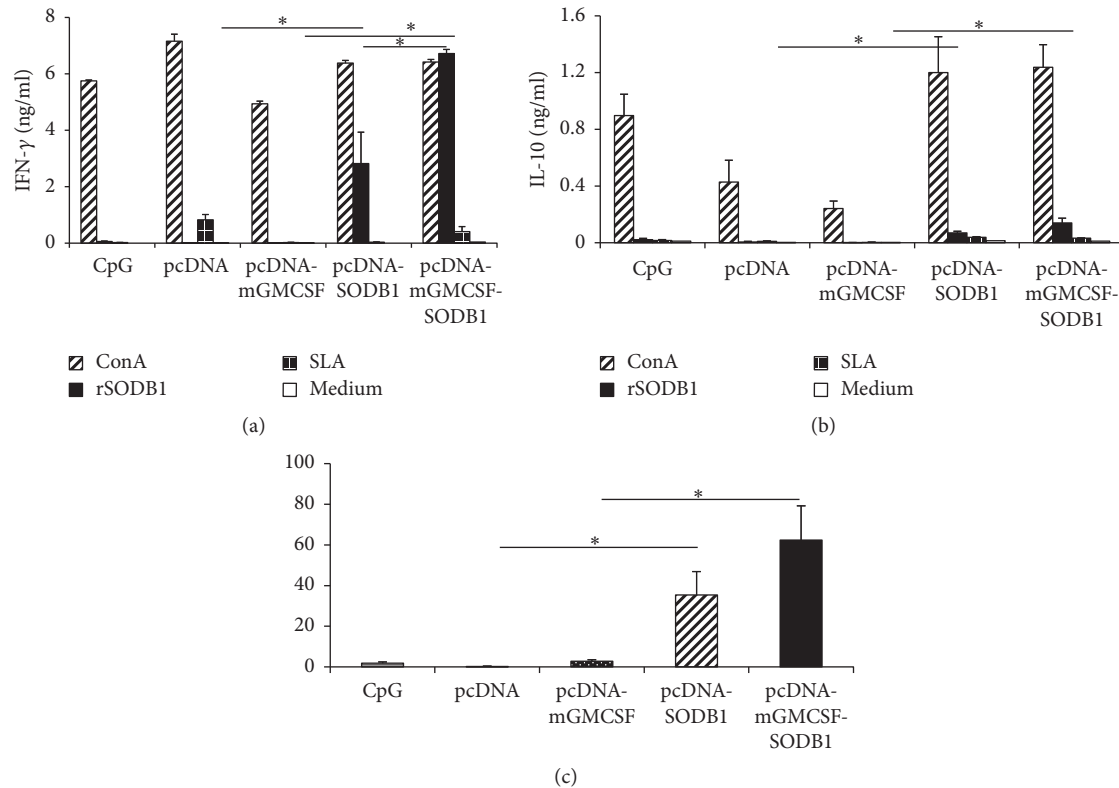 8
6
4
2
0
IFN-γ (ng/ml)
*
*
*
CpG
pcDNA
pcDNA-
mGMCSF
pcDNA-
SODB1
pcDNA-
mGMCSF-
SODB1
ConA
SLA
rSODB1
Medium
(a)
1.6
1.2
0.8
0.4
0
IL-10 (ng/ml)
*
*
CpG
pcDNA
pcDNA-
mGMCSF
pcDNA-
SODB1
pcDNA-
mGMCSF-
SODB1
ConA
SLA
rSODB1
Medium
(b)
100
80
60
40
20
0
*
*
CpG
pcDNA
pcDNA-
mGMCSF
pcDNA-
SODB1
pcDNA-
mGMCSF-
SODB1
(c)